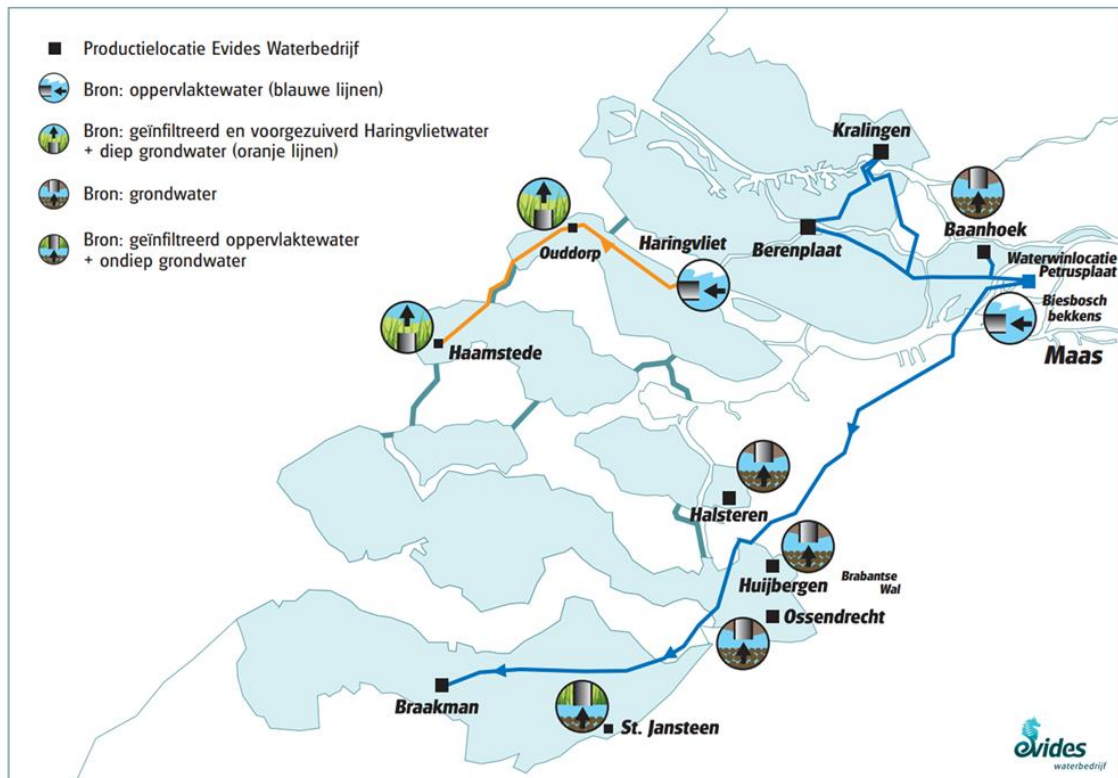 Productielocatie Evides Waterbedrijf
Bron: oppervlaktewater (blauwe lijnen)
Bron: geïnfiltreerd en voorgezuiverd Haringvlietwater
+ diep grondwater (oranje lijnen)
Bron: grondwater
Bron: geïnfiltreerd oppervlaktewater
+ ondiep grondwater
Kralingen
Baanhoek
Haringvliet
Berenplaat
Ouddorp
Waterwinlocatie
Petrusplaat
Biesbosch
bekkens
Maas
Haamstede
Halsteren
Huijbergen
Brabantse
Wal
Ossendrecht
Braakman
St. Jansteen
evides
waterbedrijf